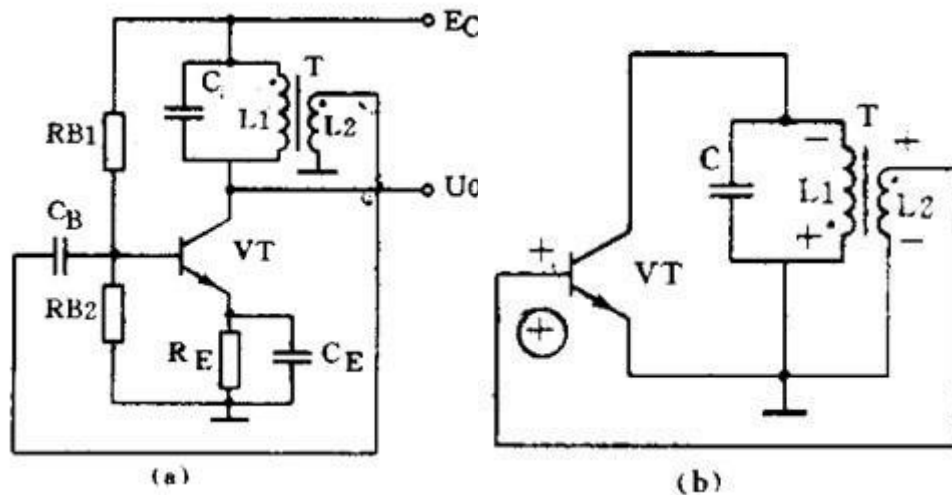 EC
C
T
L1
L2
RB1
U0
CB
VT
RB2
RE
CE
(a)
T
C
−
+
L1
L2
+
−
+
VT
+
(b)